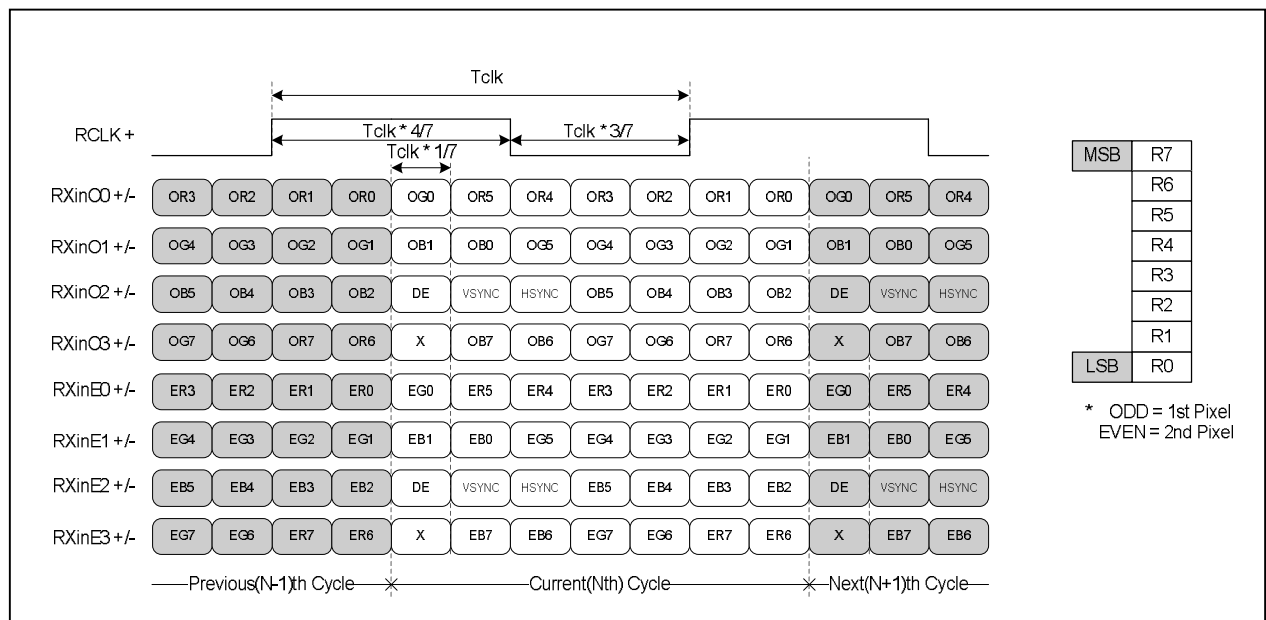 Tclk
RCLK +
Tclk * 4/7
Tclk * 3/7
Tclk * 1/7
RXinO0 +/- OR3 OR2 OR1 OR0 OG0 OR5 OR4 OR3 OR2 OR1 OR0 OG0 OR5 OR4
RXinO1 +/- OG4 OG3 OG2 OG1 OB1 OB0 OG5 OG4 OG3 OG2 OG1 OB1 OB0 OG5
RXinO2 +/- OB5 OB4 OB3 OB2 DE VSYNC HSYNC OB5 OB4 OB3 OB2 DE VSYNC HSYNC
RXinO3 +/- OG7 OG6 OR7 OR6 X OB7 OB6 OG7 OG6 OR7 OR6 X OB7 OB6
RXinE0 +/- ER3 ER2 ER1 ER0 EG0 ER5 ER4 ER3 ER2 ER1 ER0 EG0 ER5 ER4
RXinE1 +/- EG4 EG3 EG2 EG1 EB1 EB0 EG5 EG4 EG3 EG2 EG1 EB1 EB0 EG5
RXinE2 +/- EB5 EB4 EB3 EB2 DE VSYNC HSYNC EB5 EB4 EB3 EB2 DE VSYNC HSYNC
RXinE3 +/- EG7 EG6 ER7 ER6 X EB7 EB6 EG7 EG6 ER7 ER6 X EB7 EB6
Previous(N-1)th Cycle Current(Nth) Cycle Next(N+1)th Cycle
MSB R7
R6
R5
R4
R3
R2
R1
LSB R0
* ODD = 1st Pixel
EVEN = 2nd Pixel